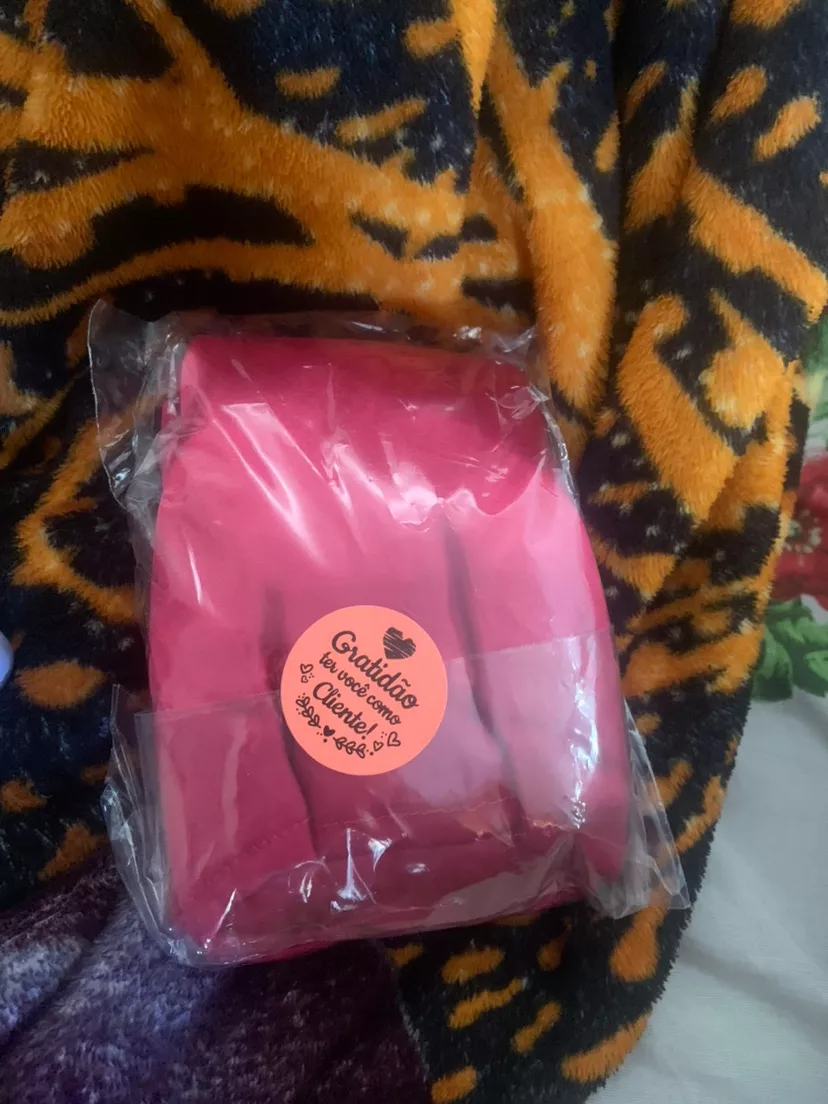 Gratidão
ter você como
Cliente!